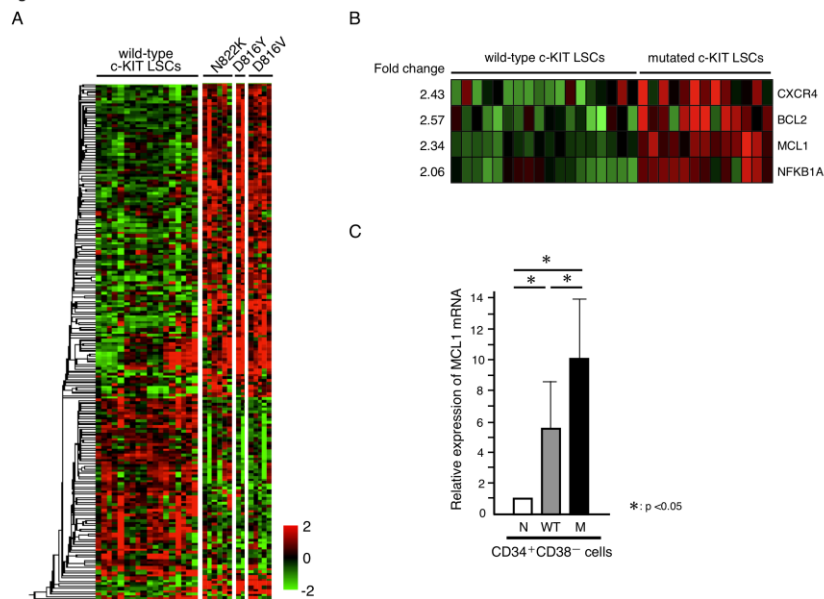 A
wild-type
c-KIT LSCs
N822K
D816Y
D816V
2
0
-2
B
wild-type c-KIT LSCs
mutated c-KIT LSCs
Fold change
2.43
CXCR4
2.57
BCL2
2.34
MCL1
2.06
NFKB1A
C
*
* *
Relative expression of MCL1 mRNA
14
12
10
8
6
4
2
0
N WT M
CD34+CD38− cells
*: p <0.05